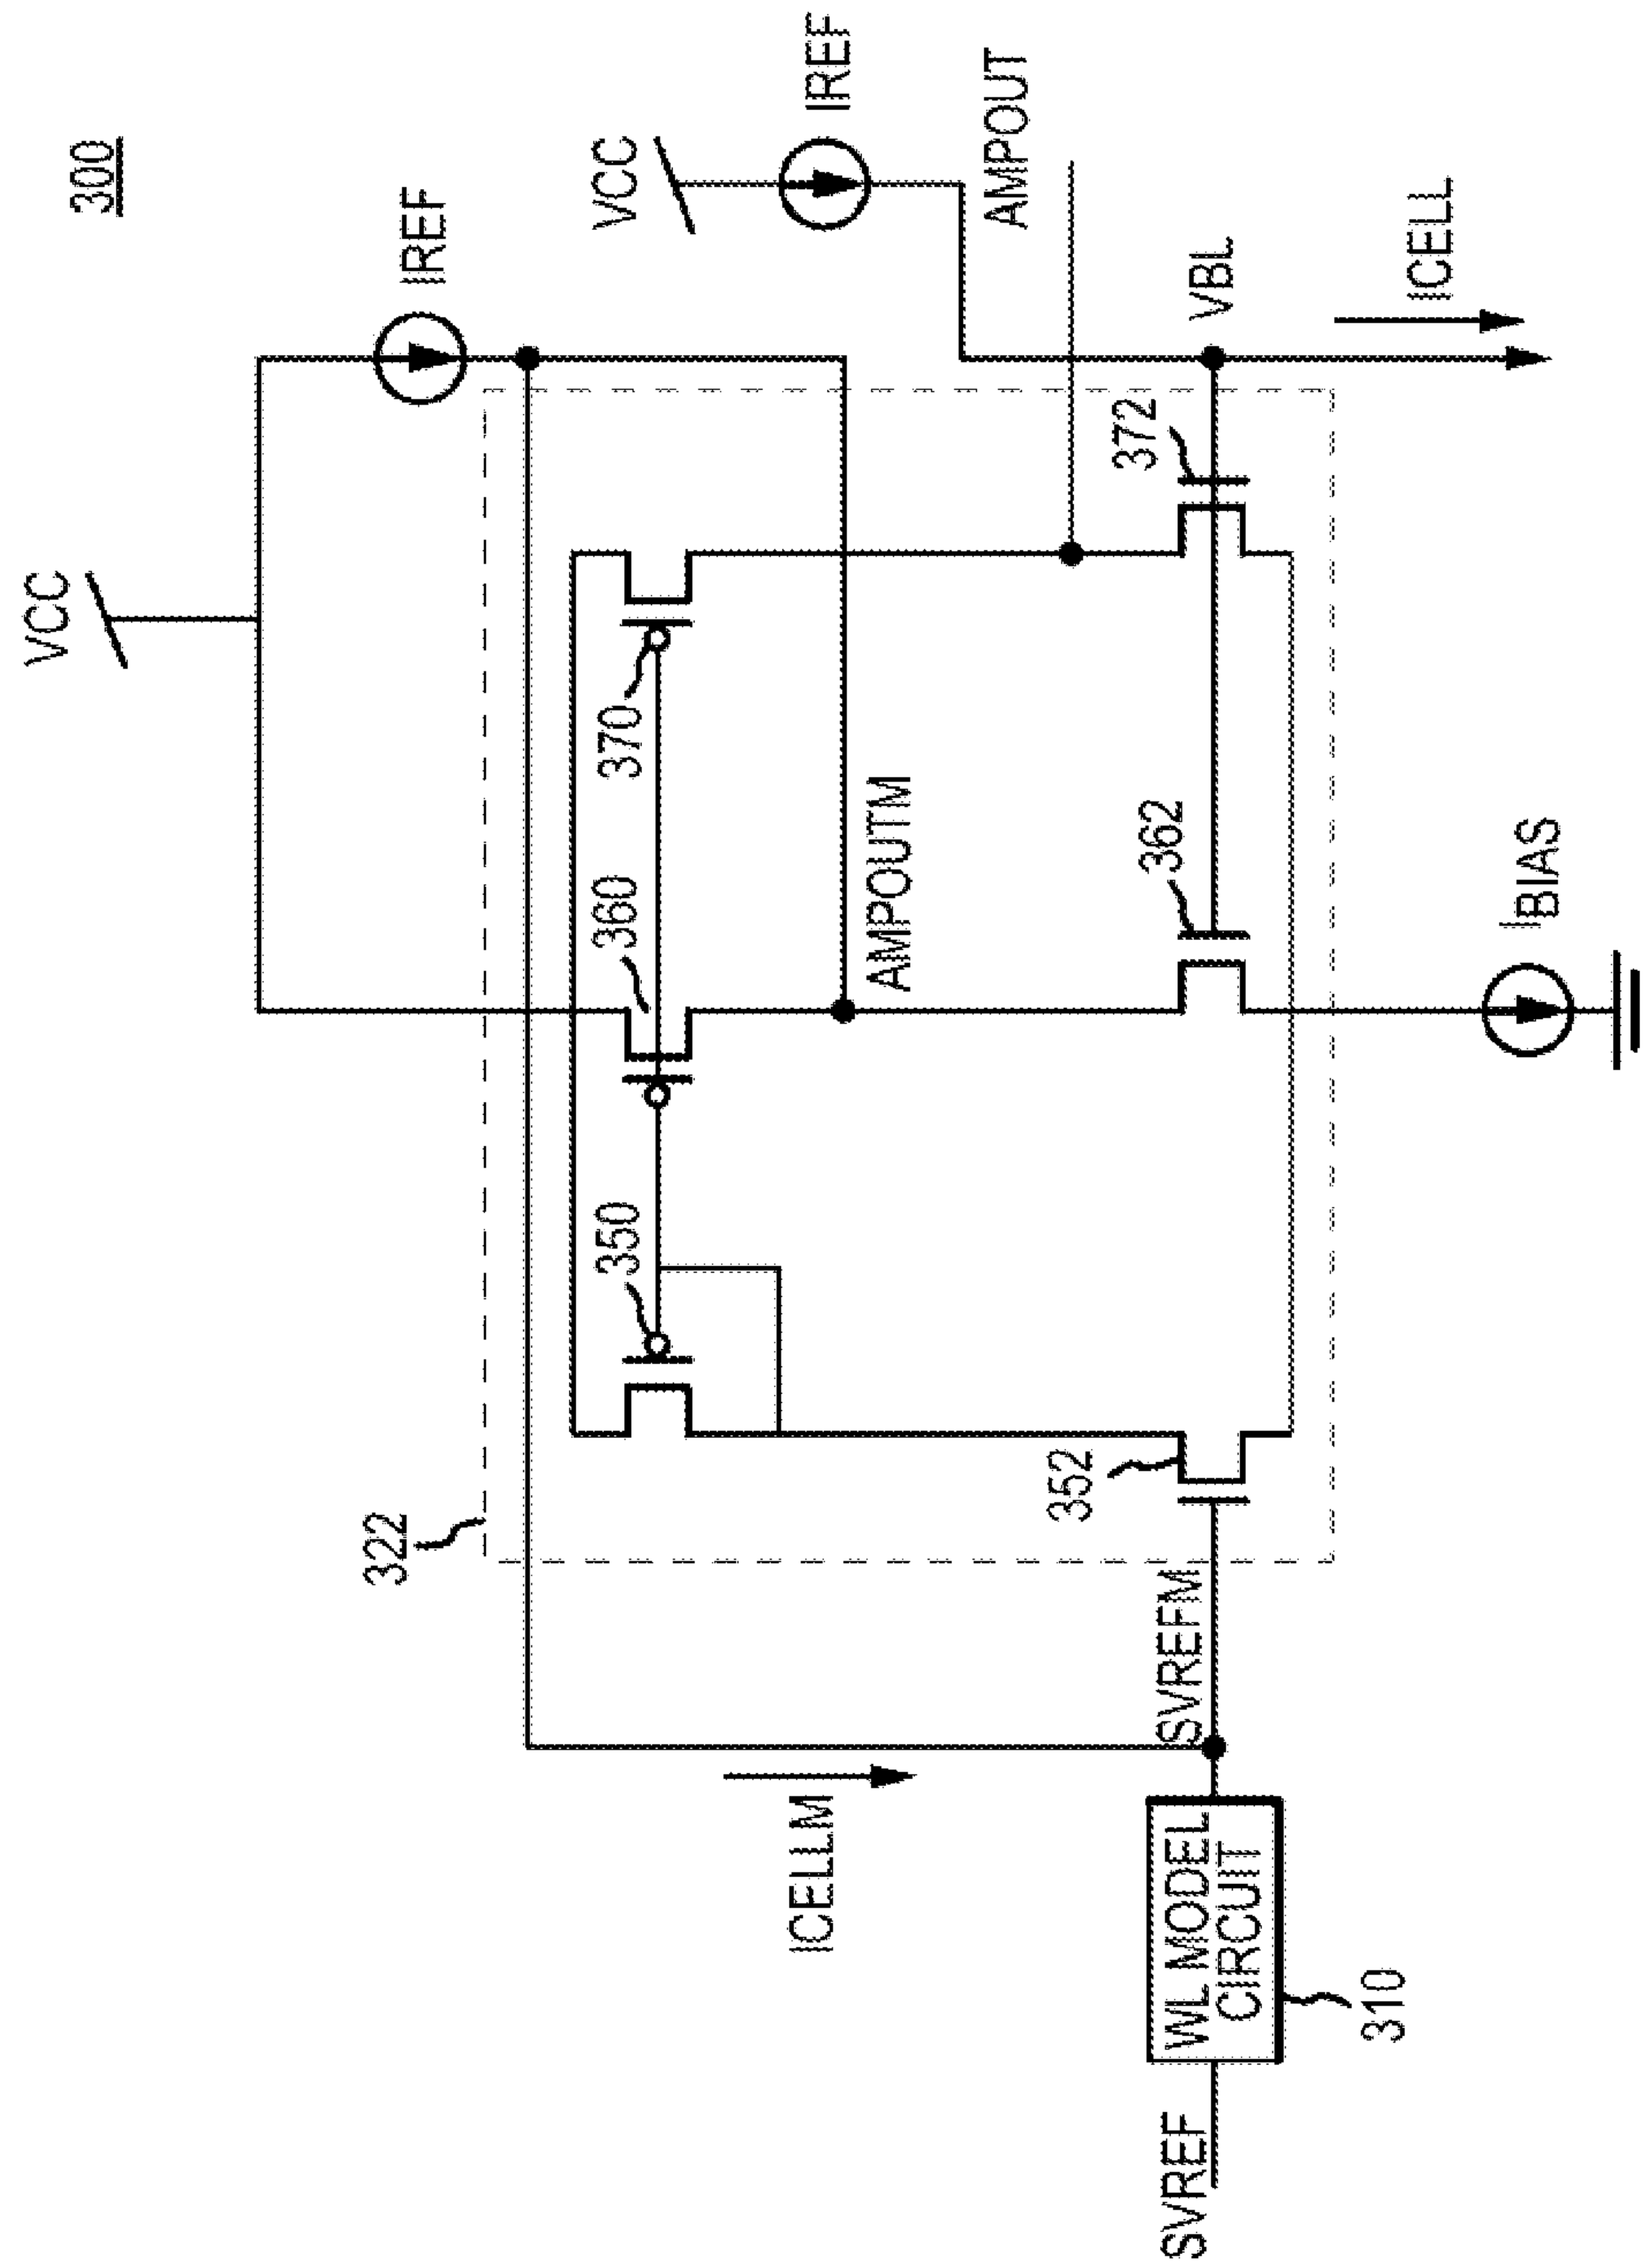 300
VCC
IREF
VCC
IREF
322
350
360
370
AMPOUT
AMPOUTM
ICELLM
352
362
372
SVREF
WL MODEL
CIRCUIT
310
SVREFM
VBL
ICELL
IBIAS